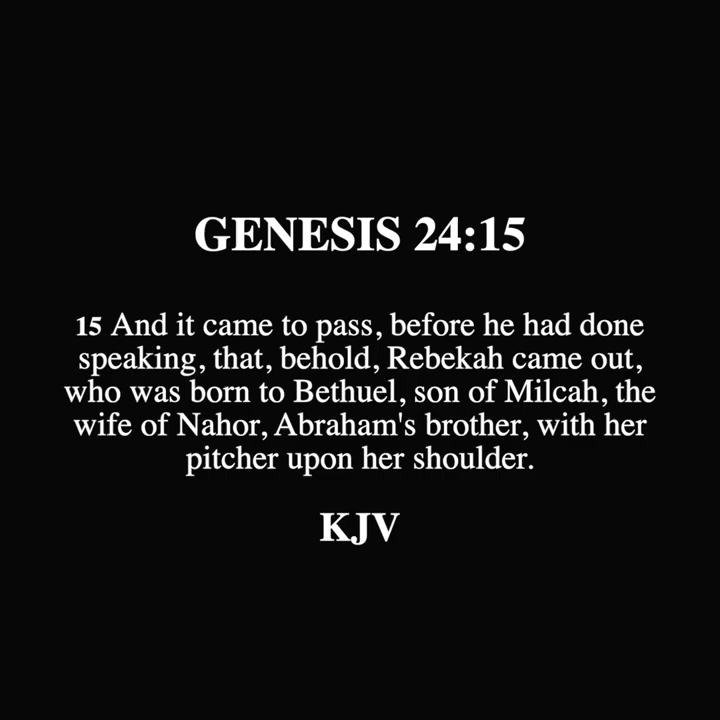 GENESIS 24:15
15 And it came to pass, before he had done
speaking, that, behold, Rebekah came out,
who was born to Bethuel, son of Milcah, the
wife of Nahor, Abraham's brother, with her
pitcher upon her shoulder.
KJV